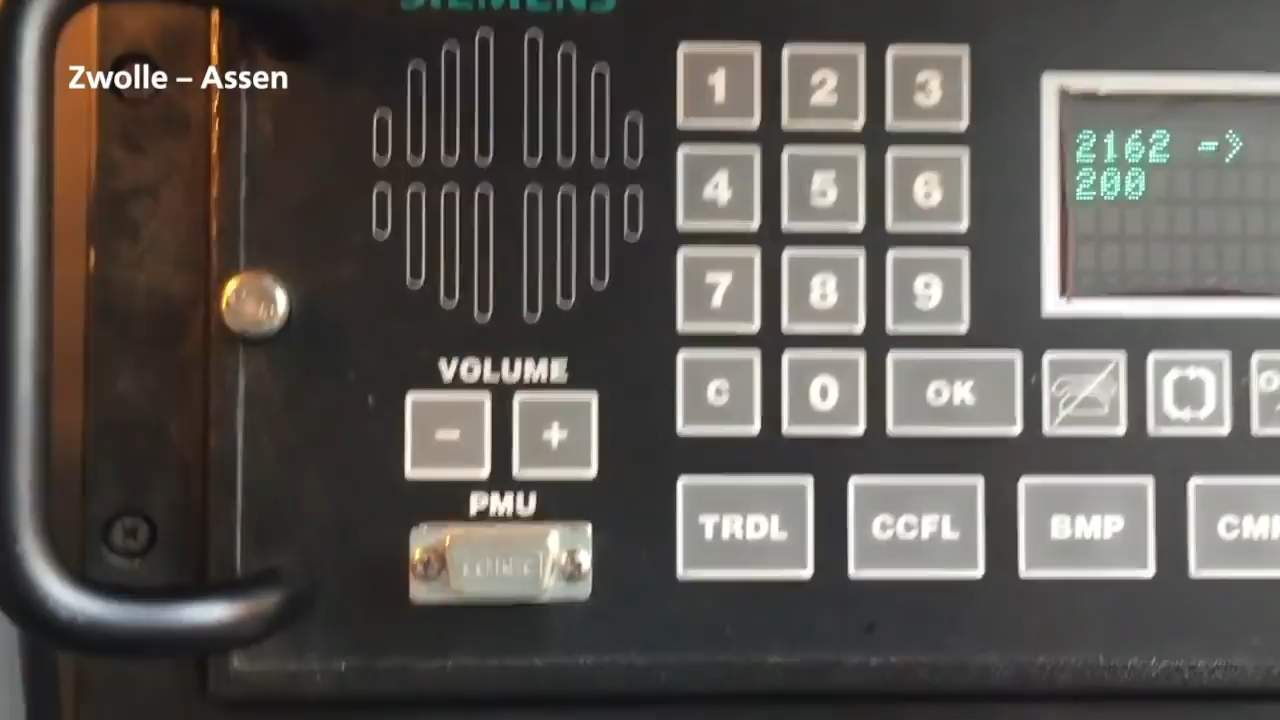 SIEMENS
Zwolle – Assen
1 2 3
2162 ->
200
4 5 6
7 8 9
VOLUME
C 0 OK
- +
PMU
TRDL CCFL BMP